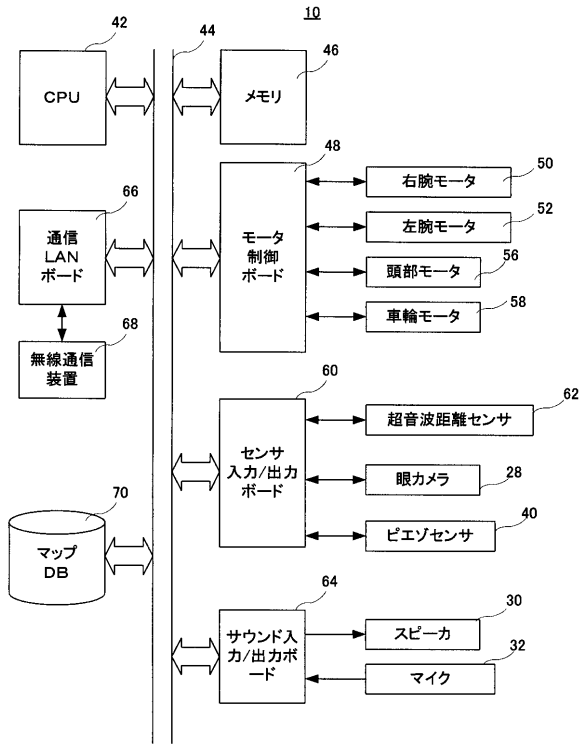 10
42
44
46
CPU
メモリ
48
50
右腕モータ
66
52
左腕モータ
通信
LAN
ボード
モータ
制御
ボード
56
頭部モータ
58
車輪モータ
68
無線通信
装置
60
62
超音波距離センサ
センサ
入力/出力
ボード
眼カメラ
28
70
40
ピエゾセンサ
マップ
DB
64
30
スピーカ
サウンド入
力/出力ボ
ード
32
マイク